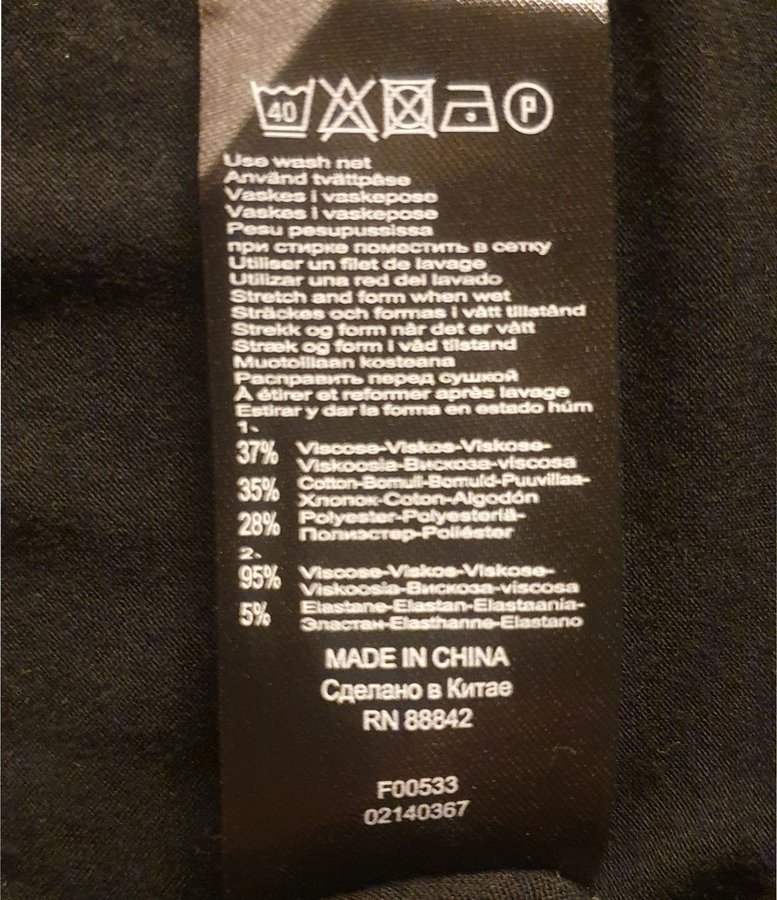 40 P
Use wash net
Använd tvättpåse
Vaskes i vaskepose
Vaskes i vaskepose
Pesu pesupussissa
при стирке поместить в сетку
Utiliser un filet de lavage
Utilizar una red del lavado
Stretch and form when wet
Sträckes och formas i vått tillstånd
Strekk og form når det er vått
Stræk og form i våd tilstand
Muotoillaan kosteana
Расправить перед сушкой
À étirer et reformer après lavage
Estirar y dar la forma en estado húm
1-
37% Viscose-Viskos-Viskose-
Viskoosia-Вискоза-viscosa
35% Cotton-Bomull-Bomuld-Puuvillaa-
Хлопок-Coton-Algodón
28% Polyester-Polyesteriä-
Полиэстер-Poliéster
2-
95% Viscose-Viskos-Viskose-
Viskoosia-Вискоза-viscosa
5% Elastane-Elastan-Elastaania-
Эластан-Elasthanne-Elastano
MADE IN CHINA
Сделано в Китае
RN 88842
F00533
02140367